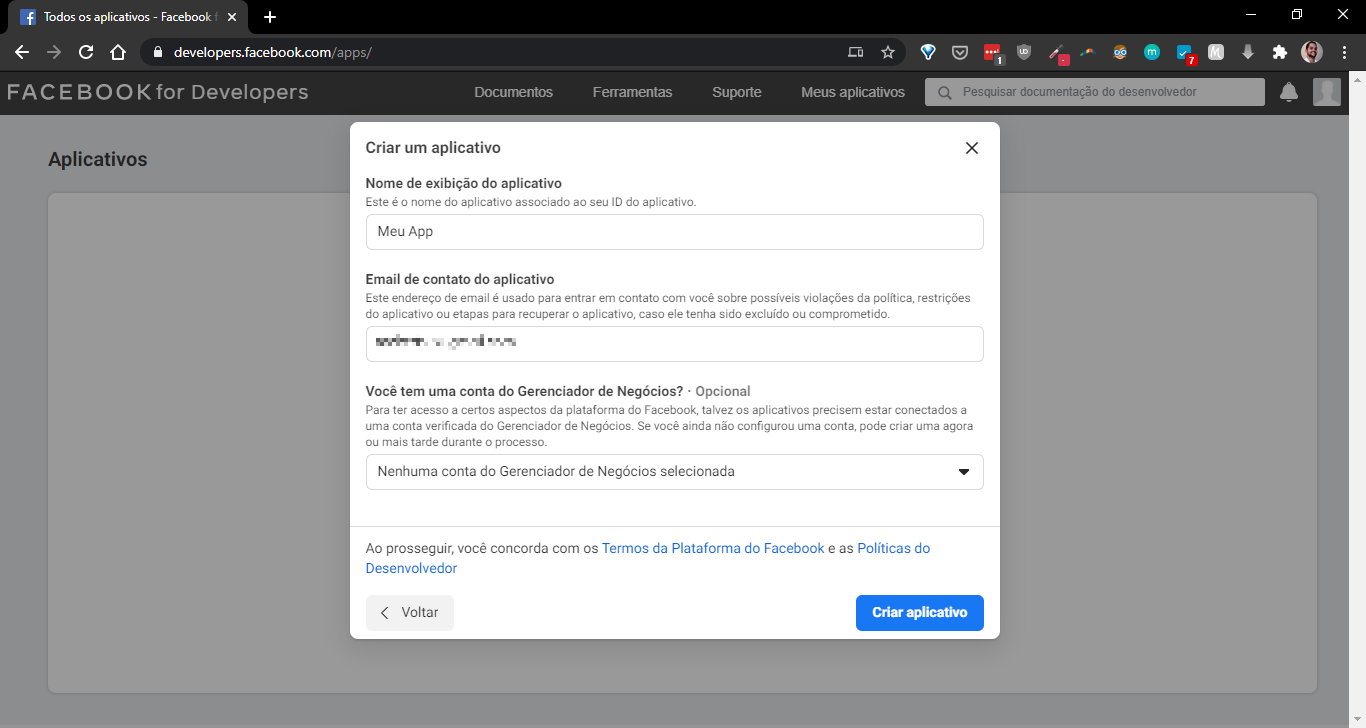 Todos os aplicativos - Facebook f
developers.facebook.com/apps/
1
7
FACEBOOK for Developers
Documentos
Ferramentas
Suporte
Meus aplicativos
Pesquisar documentação do desenvolvedor
Aplicativos
Criar um aplicativo
Nome de exibição do aplicativo
Este é o nome do aplicativo associado ao seu ID do aplicativo.
Meu App
Email de contato do aplicativo
Este endereço de email é usado para entrar em contato com você sobre possíveis violações da política, restrições
do aplicativo ou etapas para recuperar o aplicativo, caso ele tenha sido excluído ou comprometido.
Você tem uma conta do Gerenciador de Negócios? · Opcional
Para ter acesso a certos aspectos da plataforma do Facebook, talvez os aplicativos precisem estar conectados a
uma conta verificada do Gerenciador de Negócios. Se você ainda não configurou uma conta, pode criar uma agora
ou mais tarde durante o processo.
Nenhuma conta do Gerenciador de Negócios selecionada
Ao prosseguir, você concorda com os Termos da Plataforma do Facebook e as Políticas do
Desenvolvedor
Voltar
Criar aplicativo